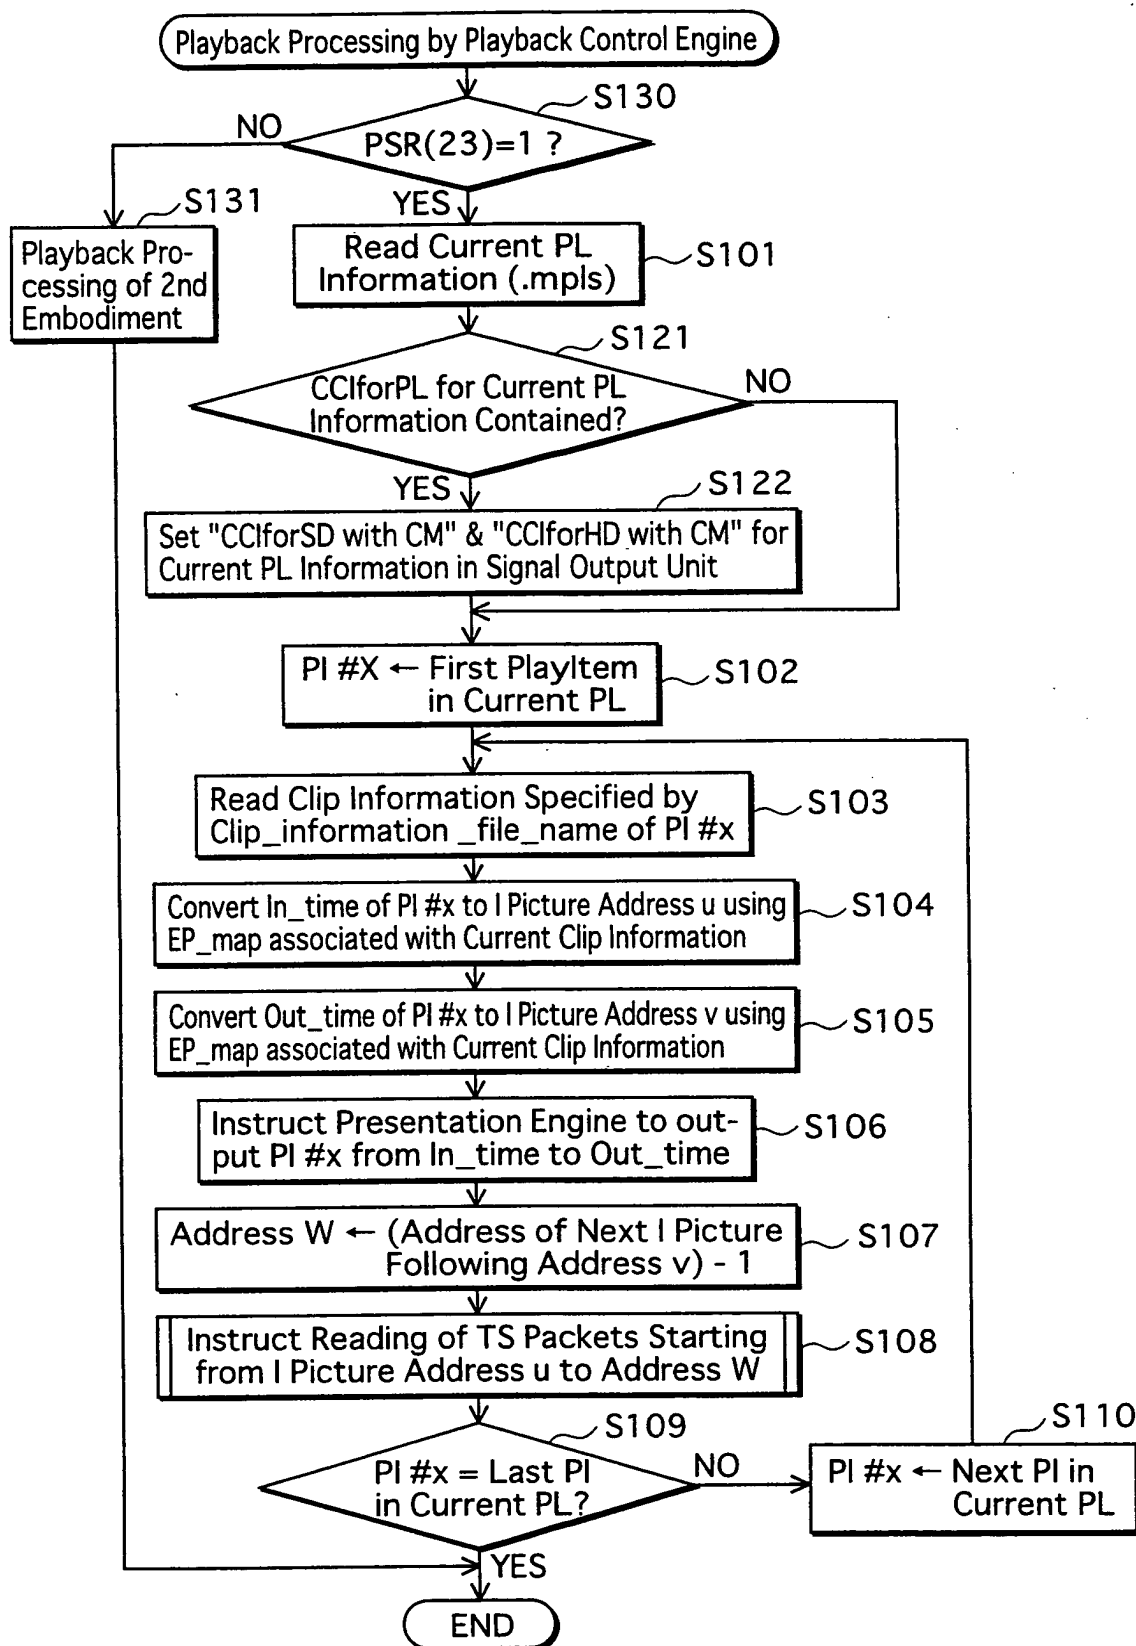 Playback Processing by Playback Control Engine
S130
NO
PSR(23)=1 ?
YES
S131
Playback Pro-
cessing of 2nd
Embodiment
Read Current PL
Information (.mpls)
S101
S121
CCIforPL for Current PL
Information Contained?
NO
YES
S122
Set "CCIforSD with CM" & "CCIforHD with CM" for
Current PL Information in Signal Output Unit
PI #X ← First PlayItem
in Current PL
S102
Read Clip Information Specified by
Clip_information _file_name of PI #x
S103
Convert In_time of PI #x to I Picture Address u using
EP_map associated with Current Clip Information
S104
Convert Out_time of PI #x to I Picture Address v using
EP_map associated with Current Clip Information
S105
Instruct Presentation Engine to out-
put PI #x from In_time to Out_time
S106
Address W ← (Address of Next I Picture
Following Address v) - 1
S107
Instruct Reading of TS Packets Starting
from I Picture Address u to Address W
S108
S109
PI #x = Last PI
in Current PL?
NO
S110
PI #x ← Next PI in
Current PL
YES
END